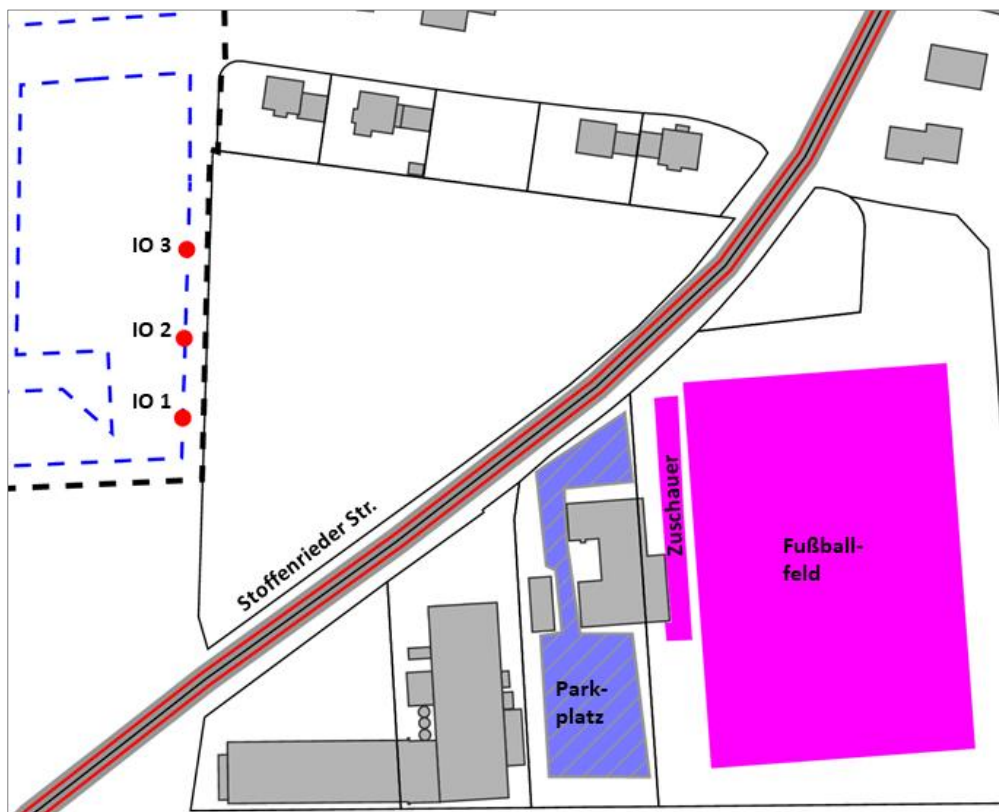 IO 3
IO 2
IO 1
Stoffenrieder Str.
Zuschauer
Fußball-
feld
Park-
platz